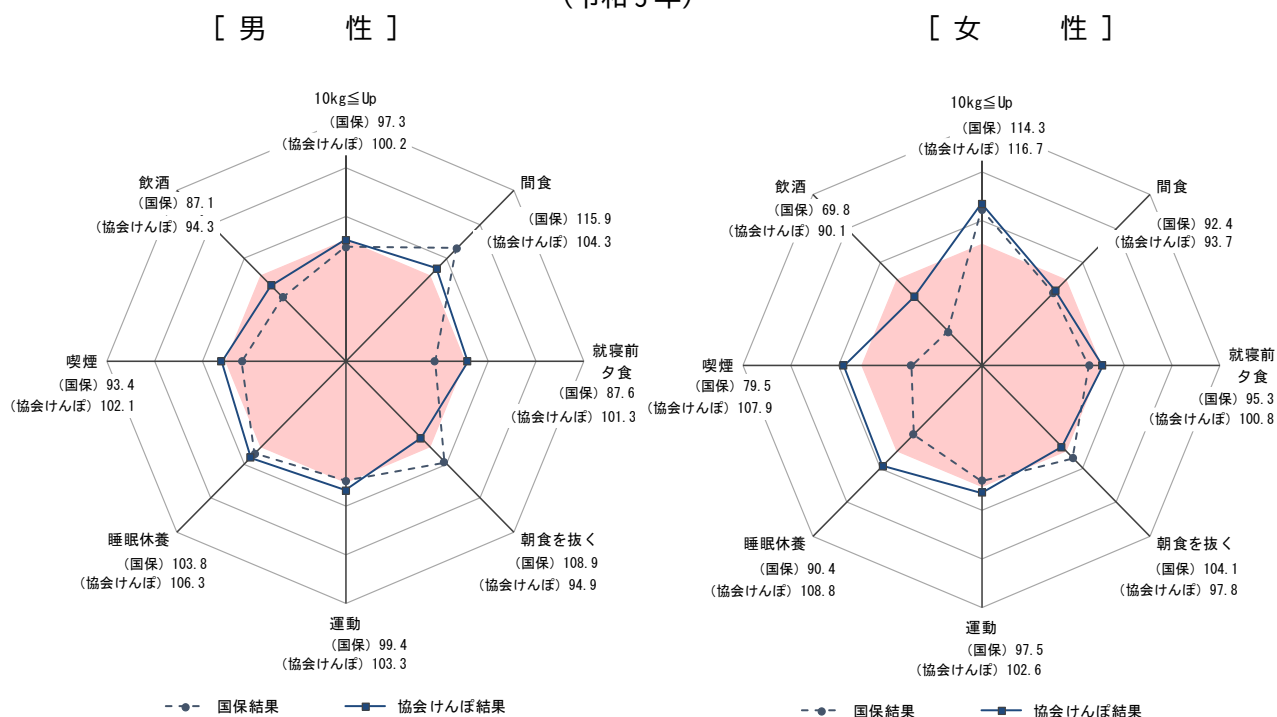 （令和５年）
[ 男　　性 ]
10kg≦Up
（国保）97.3
（協会けんぽ）100.2
間食
（国保）115.9
（協会けんぽ）104.3
就寝前
夕食
（国保）87.6
（協会けんぽ）101.3
朝食を抜く
（国保）108.9
（協会けんぽ）94.9
運動
（国保）99.4
（協会けんぽ）103.3
睡眠休養
（国保）103.8
（協会けんぽ）106.3
喫煙
（国保）93.4
（協会けんぽ）102.1
飲酒
（国保）87.1
（協会けんぽ）94.3
国保結果
協会けんぽ結果
[ 女　　性 ]
10kg≦Up
（国保）114.3
（協会けんぽ）116.7
間食
（国保）92.4
（協会けんぽ）93.7
就寝前
夕食
（国保）95.3
（協会けんぽ）100.8
朝食を抜く
（国保）104.1
（協会けんぽ）97.8
運動
（国保）97.5
（協会けんぽ）102.6
睡眠休養
（国保）90.4
（協会けんぽ）108.8
喫煙
（国保）79.5
（協会けんぽ）107.9
飲酒
（国保）69.8
（協会けんぽ）90.1
国保結果
協会けんぽ結果